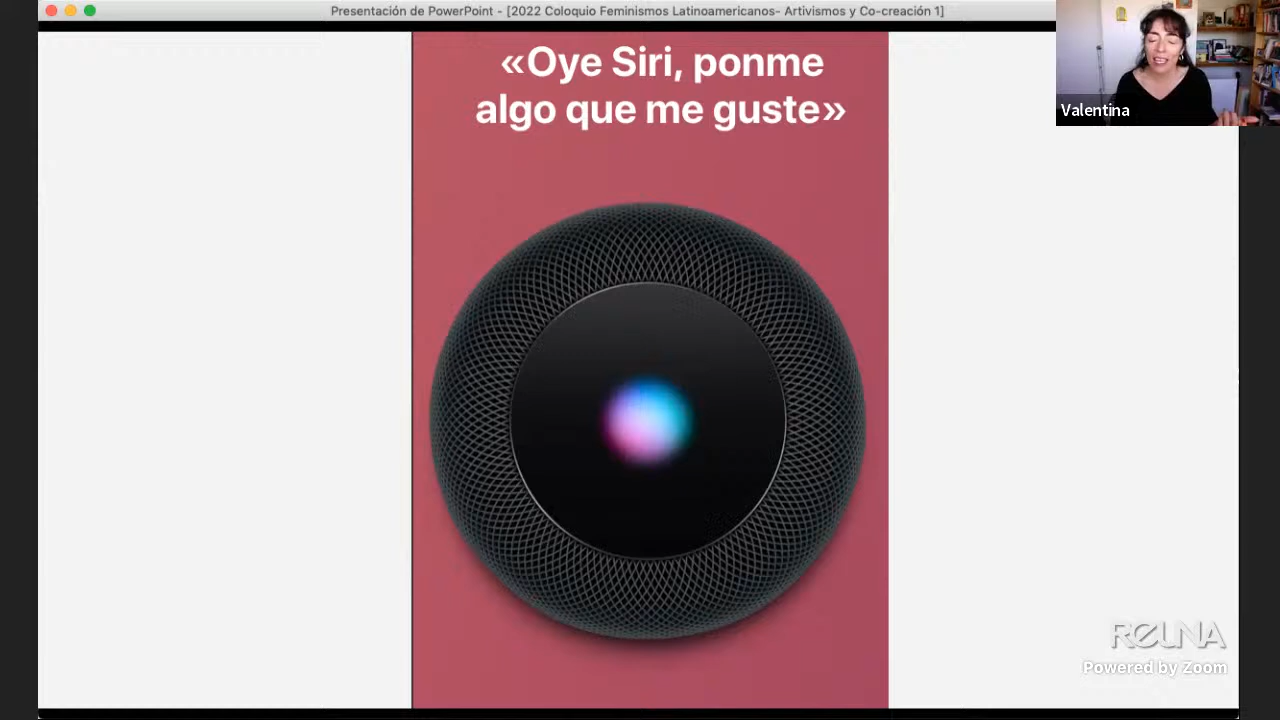 Presentación de PowerPoint - [2022 Coloquio Feminismos Latinoamericanos- Artivismos y Co-creación 1]
«Oye Siri, ponme
algo que me guste»
Valentina
REUNA
Powered by Zoom